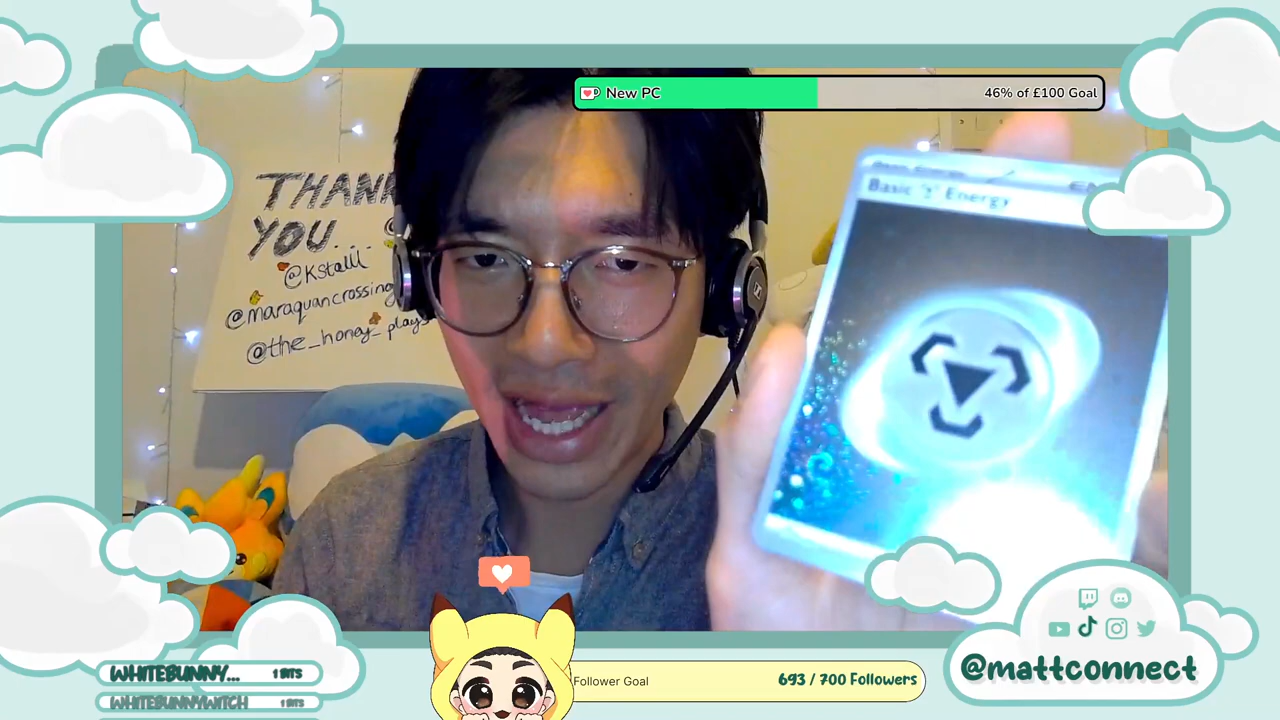 New PC
46% of £100 Goal
THANK
YOU...
@Kstalll
@maraquancrossing
@the_honey_plays
Basic Energy
WHITEBUNNY... 1 BITS
WHITEBUNNYWITCH 1 BITS
Follower Goal
693 / 700 Followers
@mattconnect